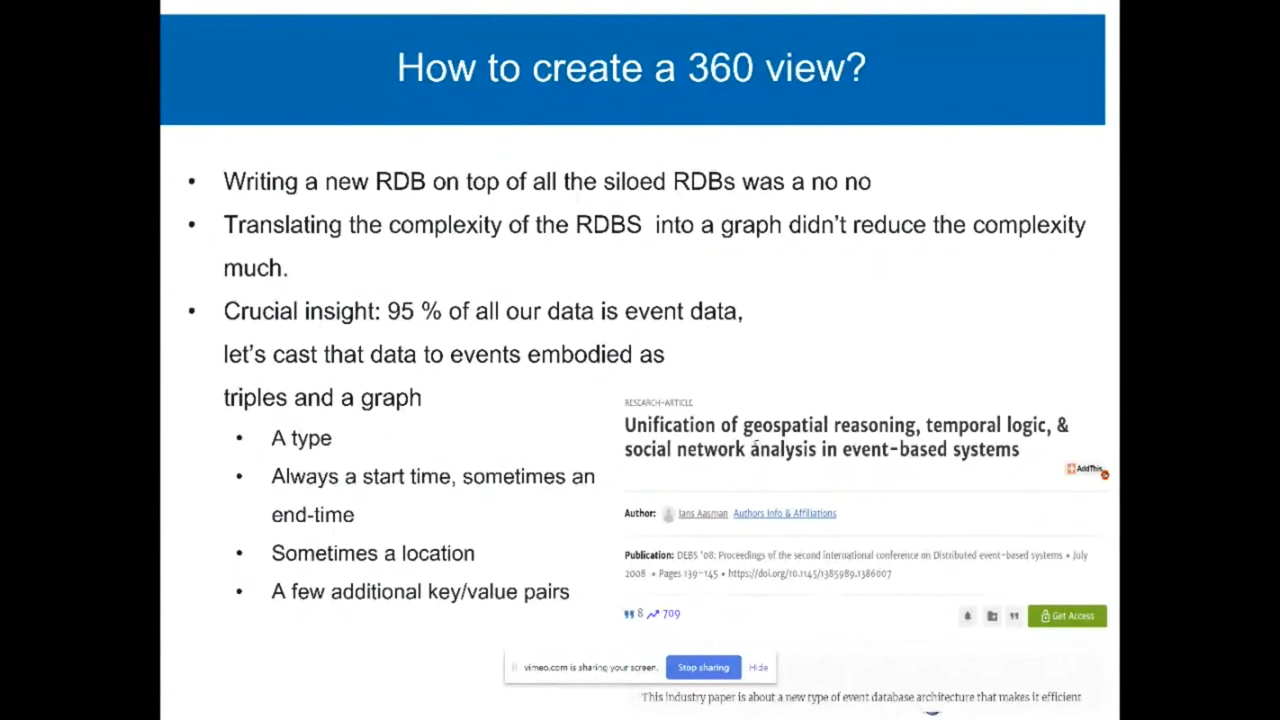 How to create a 360 view?
• Writing a new RDB on top of all the siloed RDBs was a no no
• Translating the complexity of the RDBS into a graph didn't reduce the complexity
much.
• Crucial insight: 95 % of all our data is event data,
let's cast that data to events embodied as
triples and a graph
• A type
• Always a start time, sometimes an
end-time
• Sometimes a location
• A few additional key/value pairs
RESEARCH-ARTICLE
Unification of geospatial reasoning, temporal logic, &
social network analysis in event-based systems
AddThis
Author: Jans Aasman Authors Info & Affiliations
Publication: DEBS '08: Proceedings of the second international conference on Distributed event-based systems • July
2008 • Pages 139–145 • https://doi.org/10.1145/1385989.1386007
8 709
Get Access
vimeo.com is sharing your screen. Stop sharing Hide
This industry paper is about a new type of event database architecture that makes it efficient